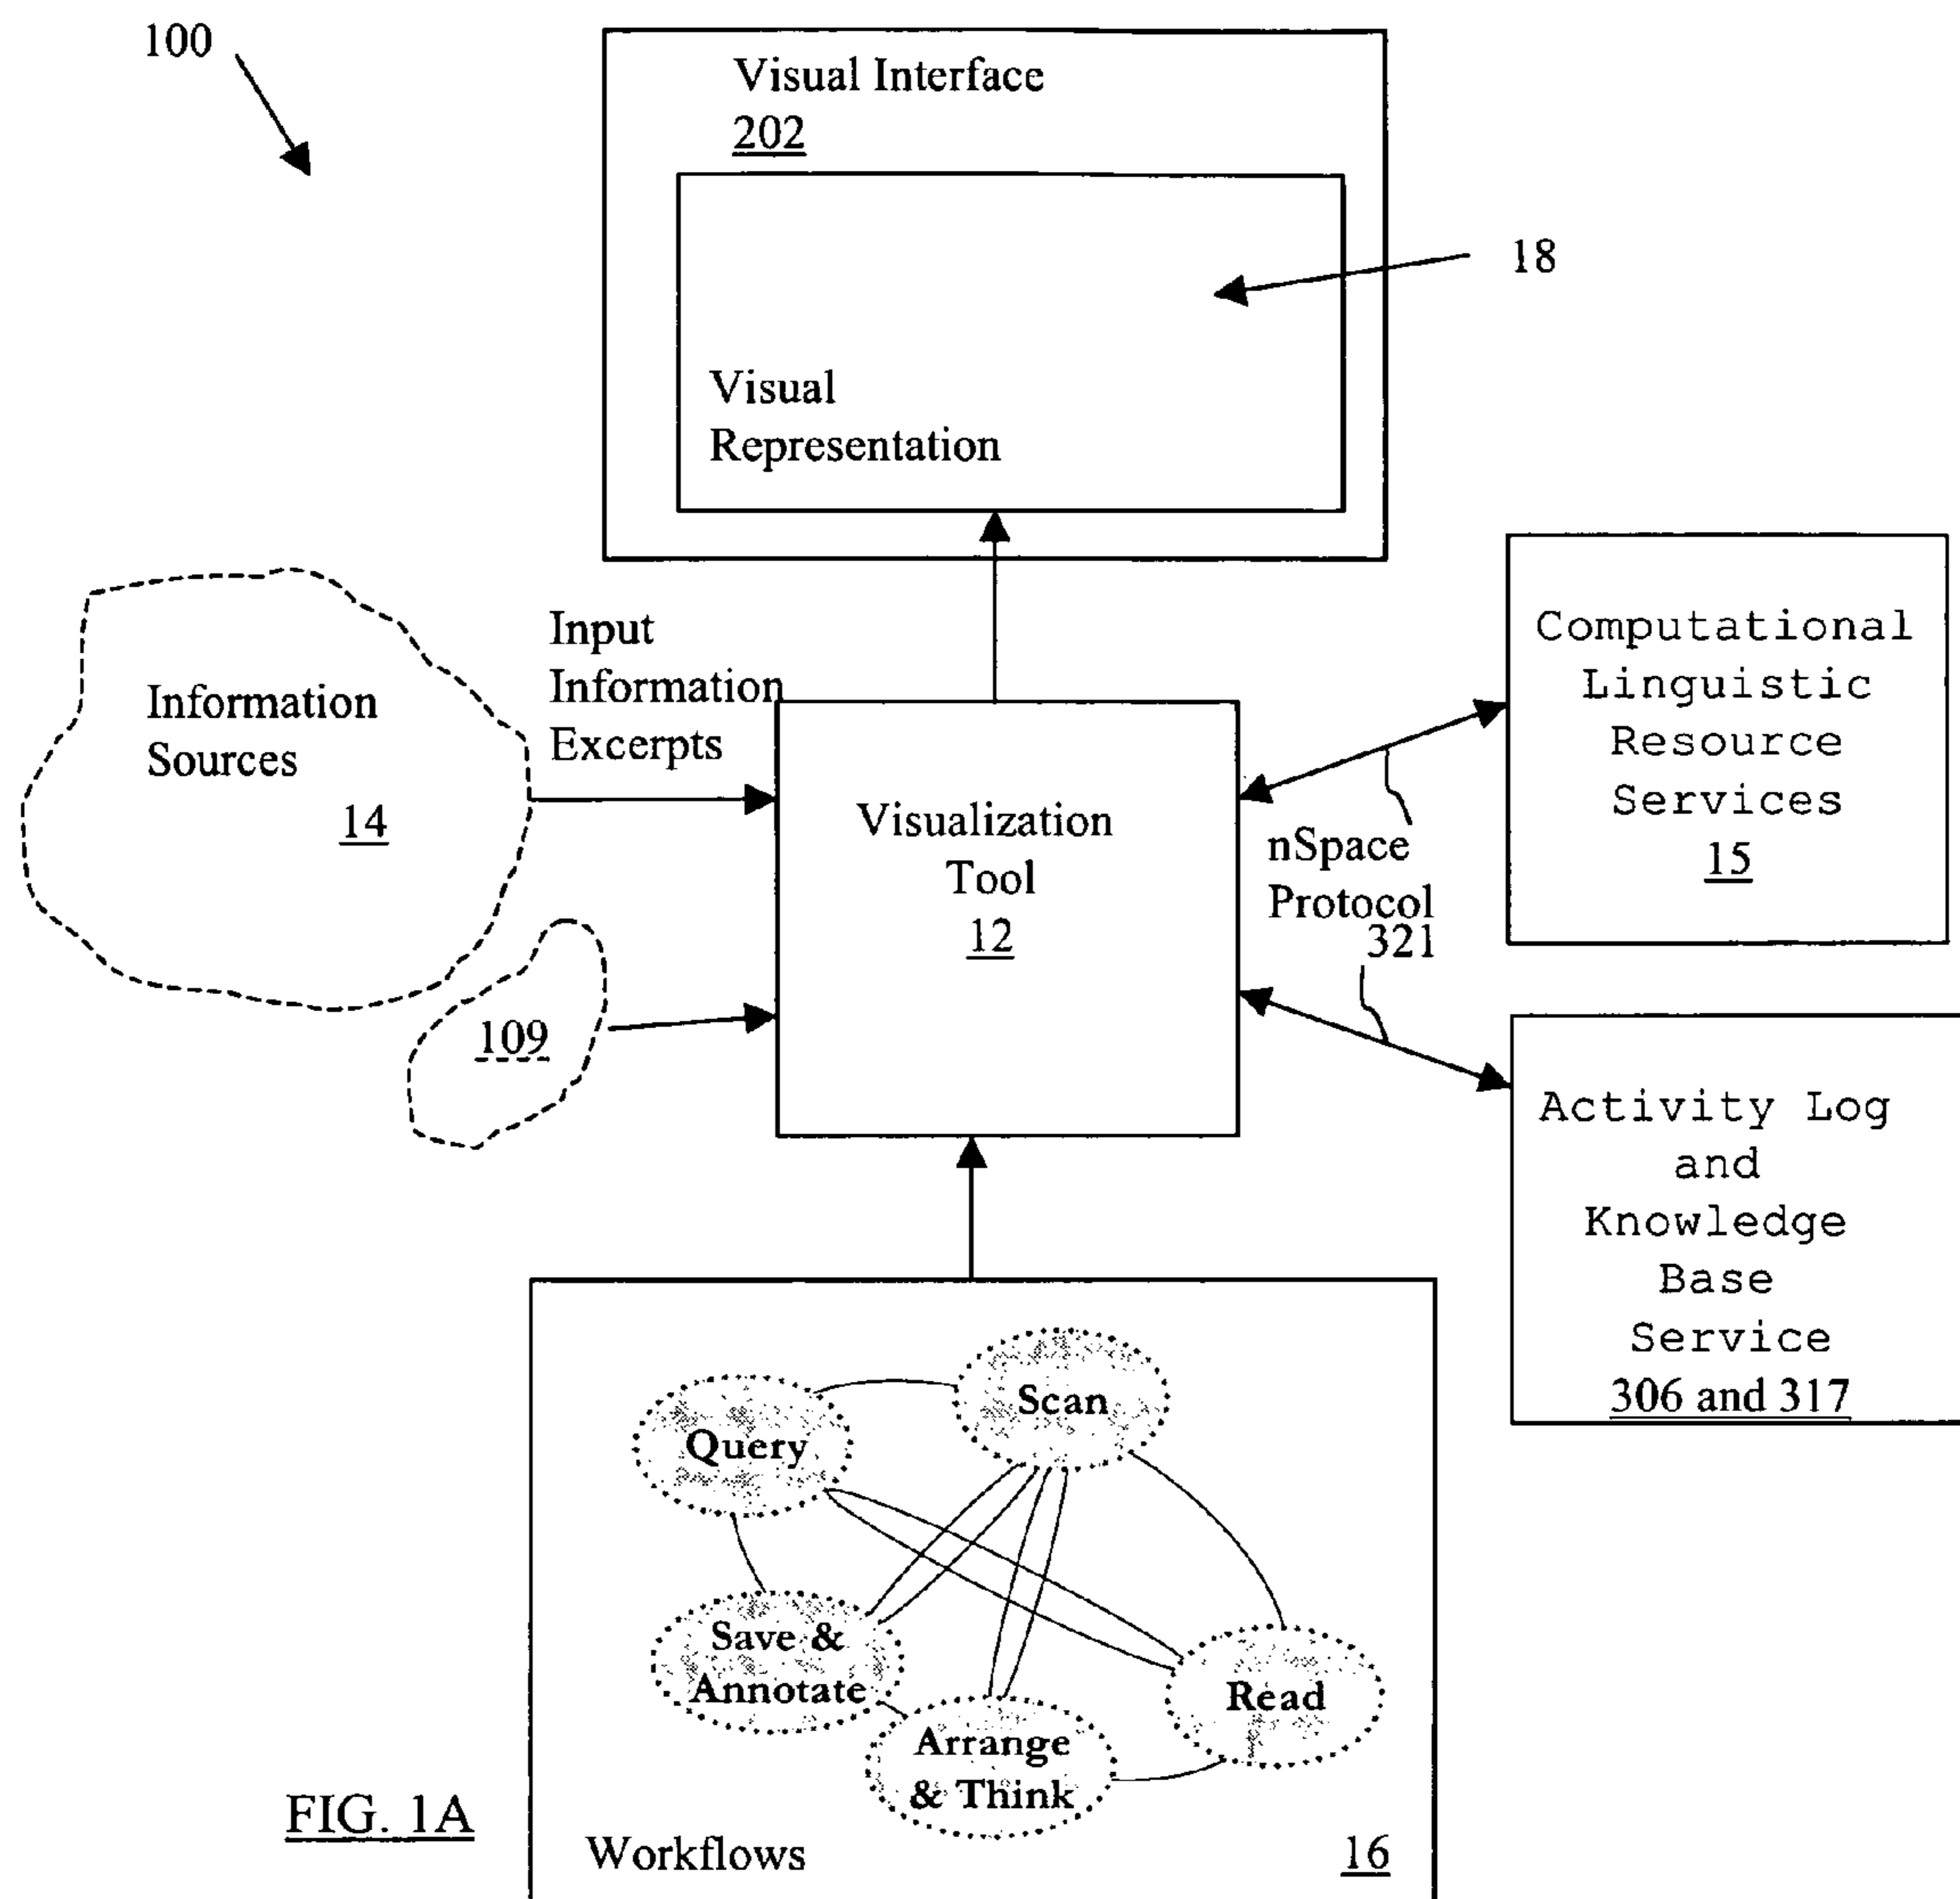 100
Visual Interface
202
18
Visual
Representation
Information
Sources
14
Input
Information
Excerpts
109
Visualization
Tool
12
nSpace
Protocol
321
Computational
Linguistic
Resource
Services
15
Activity Log
and
Knowledge
Base
Service
306 and 317
Scan
Query
Save &
Annotate
Read
Arrange
& Think
Workflows
16
FIG. 1A